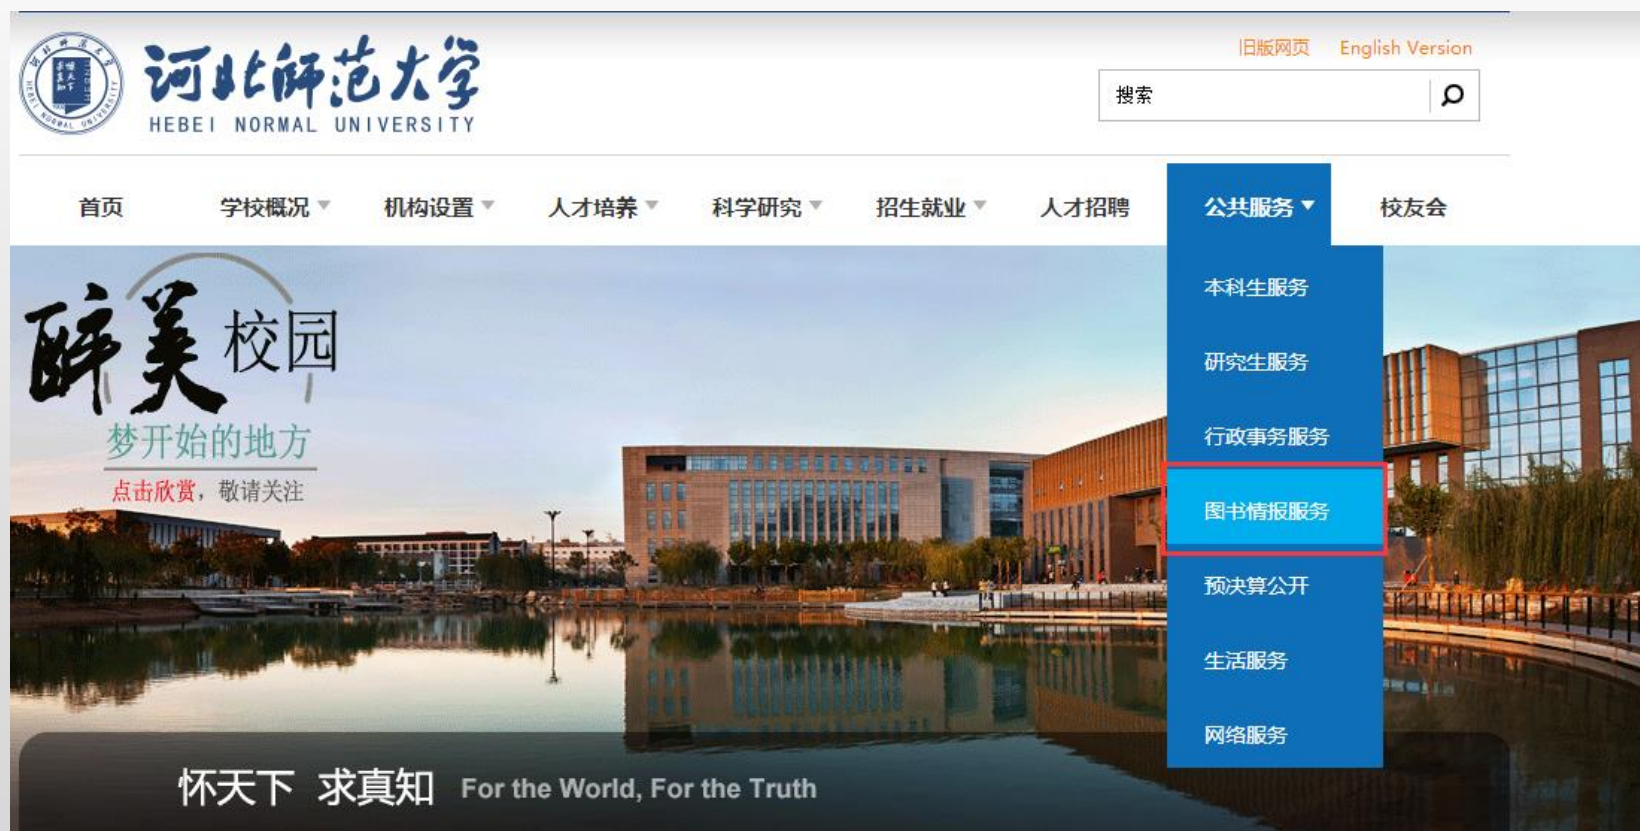 河北师范大学
HEBEI NORMAL UNIVERSITY
旧版网页 English Version
搜索
首页 学校概况 机构设置 人才培养 科学研究 招生就业 人才招聘 公共服务 校友会
本科生服务
研究生服务
行政事务服务
图书情报服务
预决算公开
生活服务
网络服务
醉美校园
梦开始的地方
点击欣赏，敬请关注
怀天下 求真知 For the World, For the Truth